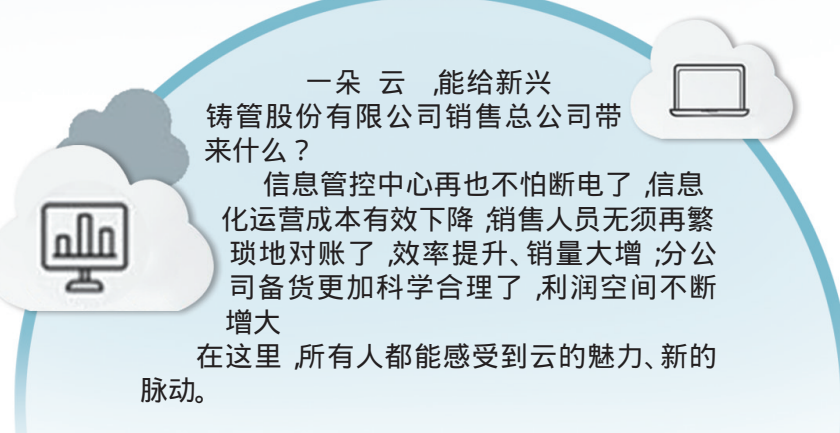 一朵 云 ,能给新兴
铸管股份有限公司销售总公司带
来什么?
信息管控中心再也不怕断电了,信息
化运营成本有效下降,销售人员无须再繁
琐地对账了,效率提升、销量大增;分公
司备货更加科学合理了,利润空间不断
增大
在这里,所有人都能感受到云的魅力、新的
脉动。